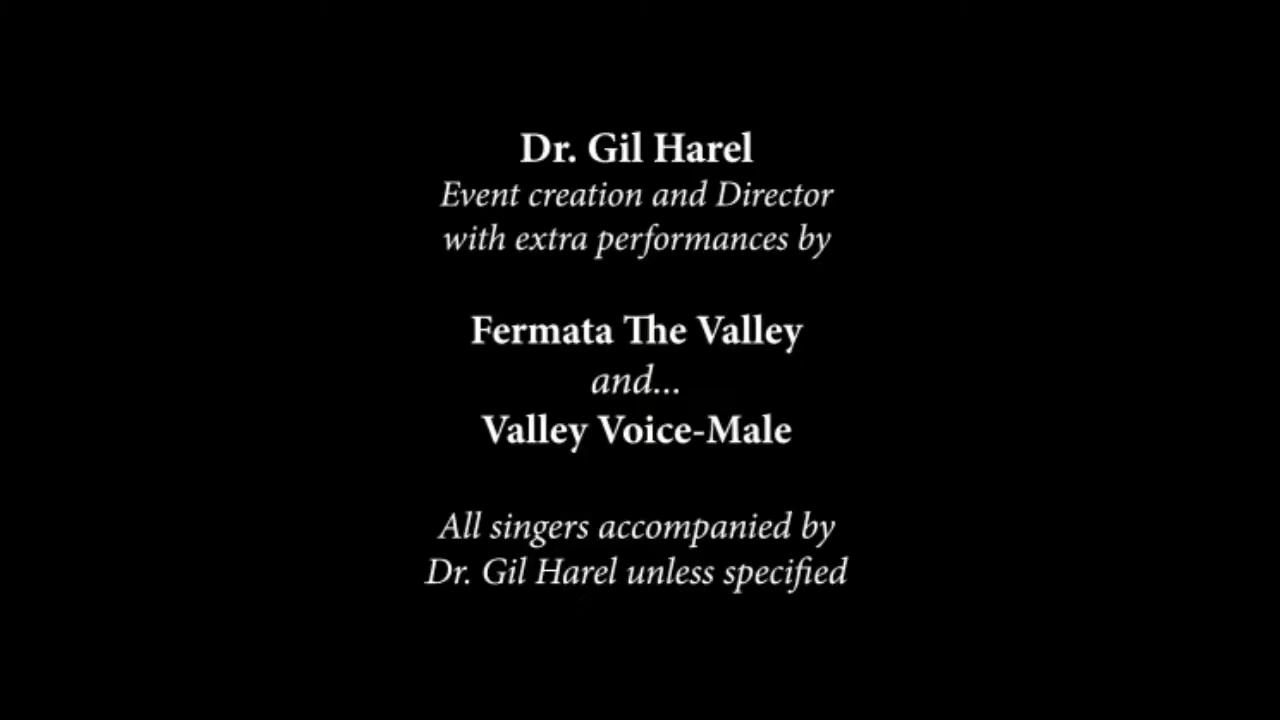 Dr. Gil Harel
Event creation and Director
with extra performances by
Fermata The Valley
and...
Valley Voice-Male
All singers accompanied by
Dr. Gil Harel unless specified